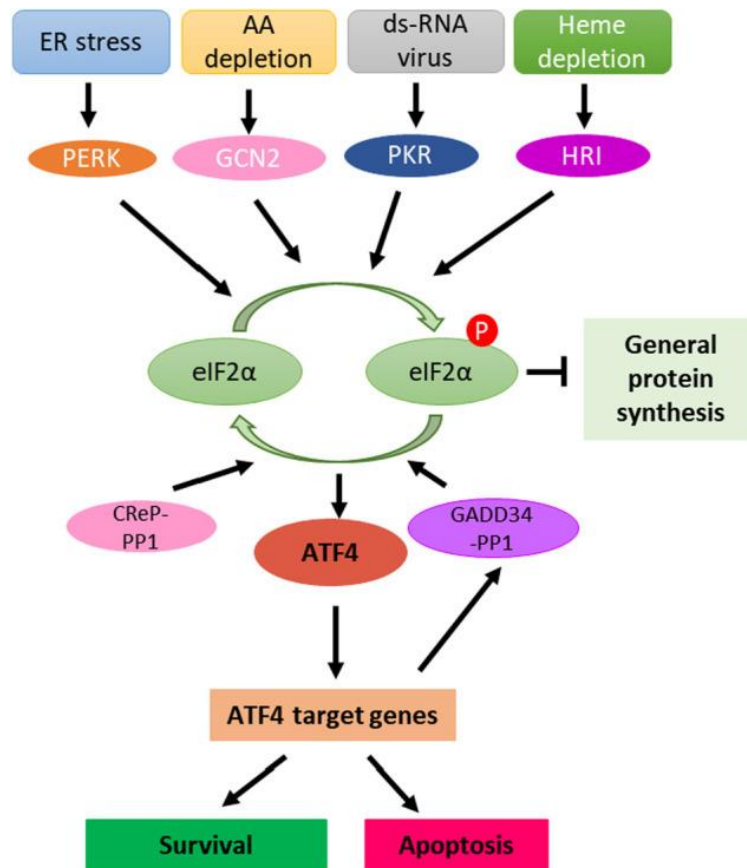 ER stress
AA
depletion
ds-RNA
virus
Heme
depletion
PERK
GCN2
PKR
HRI
P
eIF2α
eIF2α
General
protein
synthesis
CReP-
PP1
ATF4
GADD34
-PP1
ATF4 target genes
Survival
Apoptosis